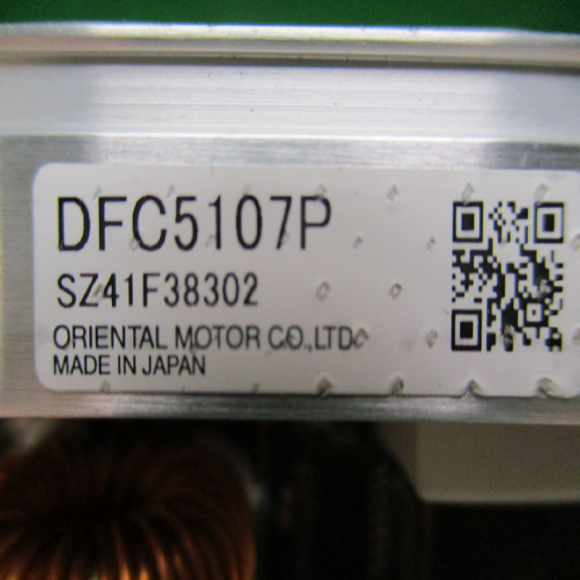 DFC5107P
SZ41F38302
ORIENTAL MOTOR CO.,LTD.
MADE IN JAPAN